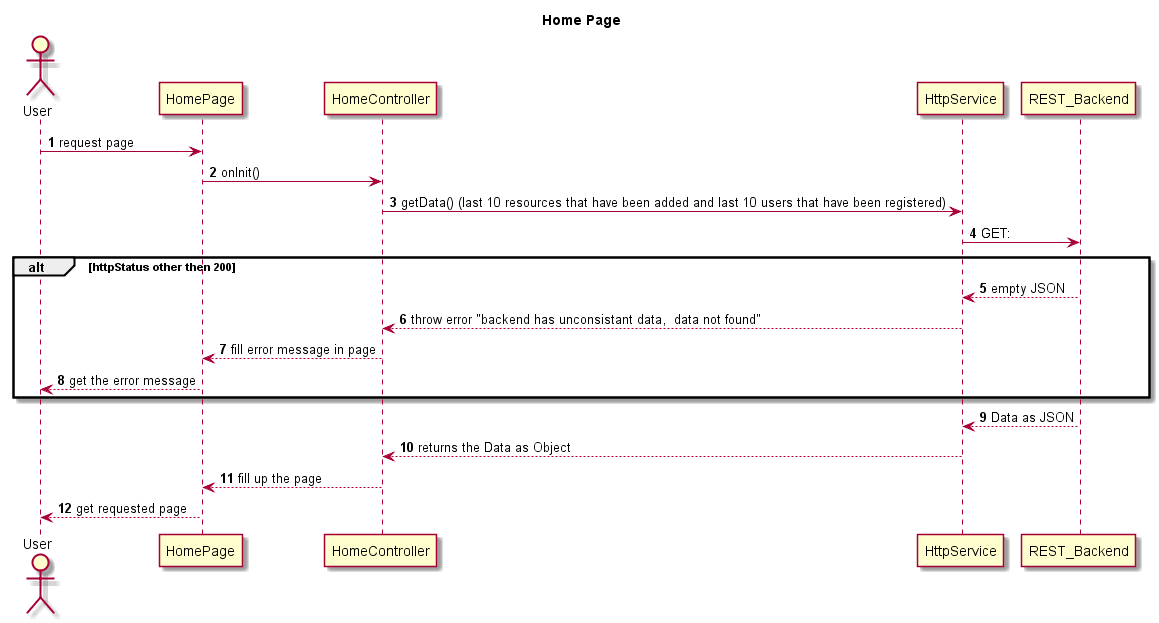 Home Page
User
HomePage
HomeController
HttpService
REST_Backend
1 request page
2 onInit()
3 getData() (last 10 resources that have been added and last 10 users that have been registered)
4 GET:
alt [httpStatus other then 200]
5 empty JSON
6 throw error "backend has unconsistant data,  data not found"
7 fill error message in page
8 get the error message
9 Data as JSON
10 returns the Data as Object
11 fill up the page
12 get requested page
User
HomePage
HomeController
HttpService
REST_Backend